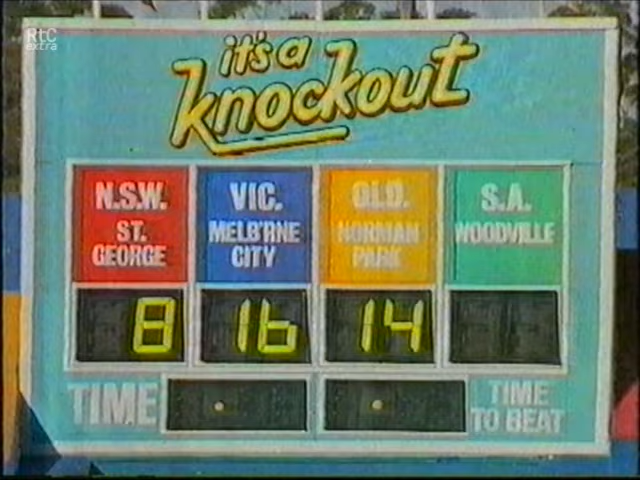 RtC
extra
it's a
knockout
N.S.W.
ST.
GEORGE
VIC.
MELB'RNE
CITY
QLD.
NORMAN
PARK
S.A.
WOODVILLE
8
16
14
TIME
TIME
TO BEAT